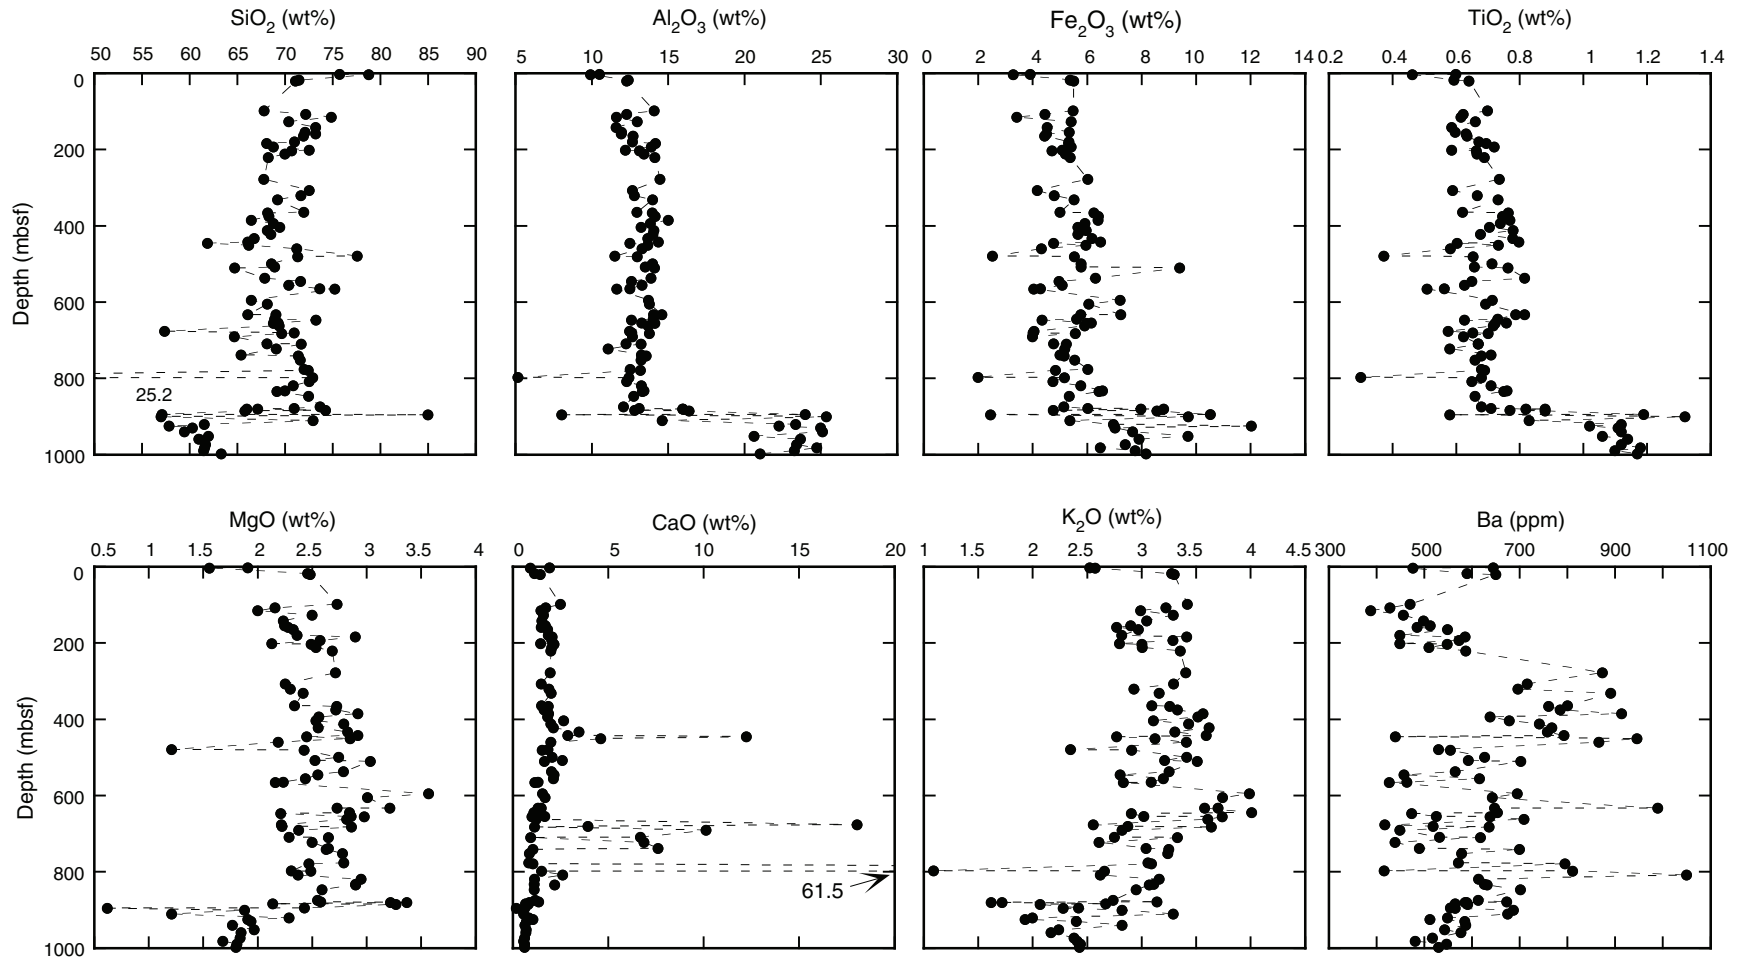 SiO2 (wt%) Al2O3 (wt%) Fe2O3 (wt%) TiO2 (wt%)
50 55 60 65 70 75 80 85 90 5 10 15 20 25 30 0 2 4 6 8 10 12 14 0.2 0.4 0.6 0.8 1 1.2 1.4
0
200
400
600
800
1000
Depth (mbsf)
25.2
MgO (wt%) CaO (wt%) K2O (wt%) Ba (ppm)
0.5 1 1.5 2 2.5 3 3.5 4 0 5 10 15 20 1 1.5 2 2.5 3 3.5 4 4.5 300 500 700 900 1100
0
200
400
600
800
1000
Depth (mbsf)
61.5